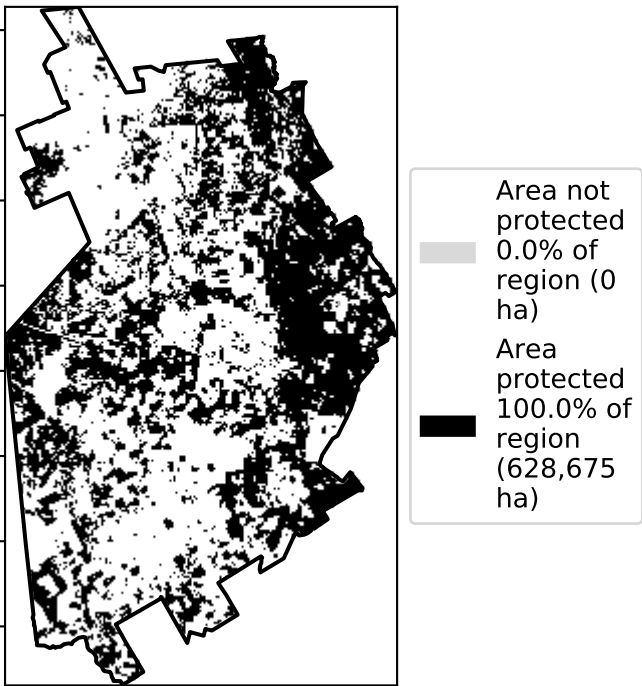 Area not
protected
0.0% of
region (0
ha)
Area
protected
100.0% of
region
(628,675
ha)